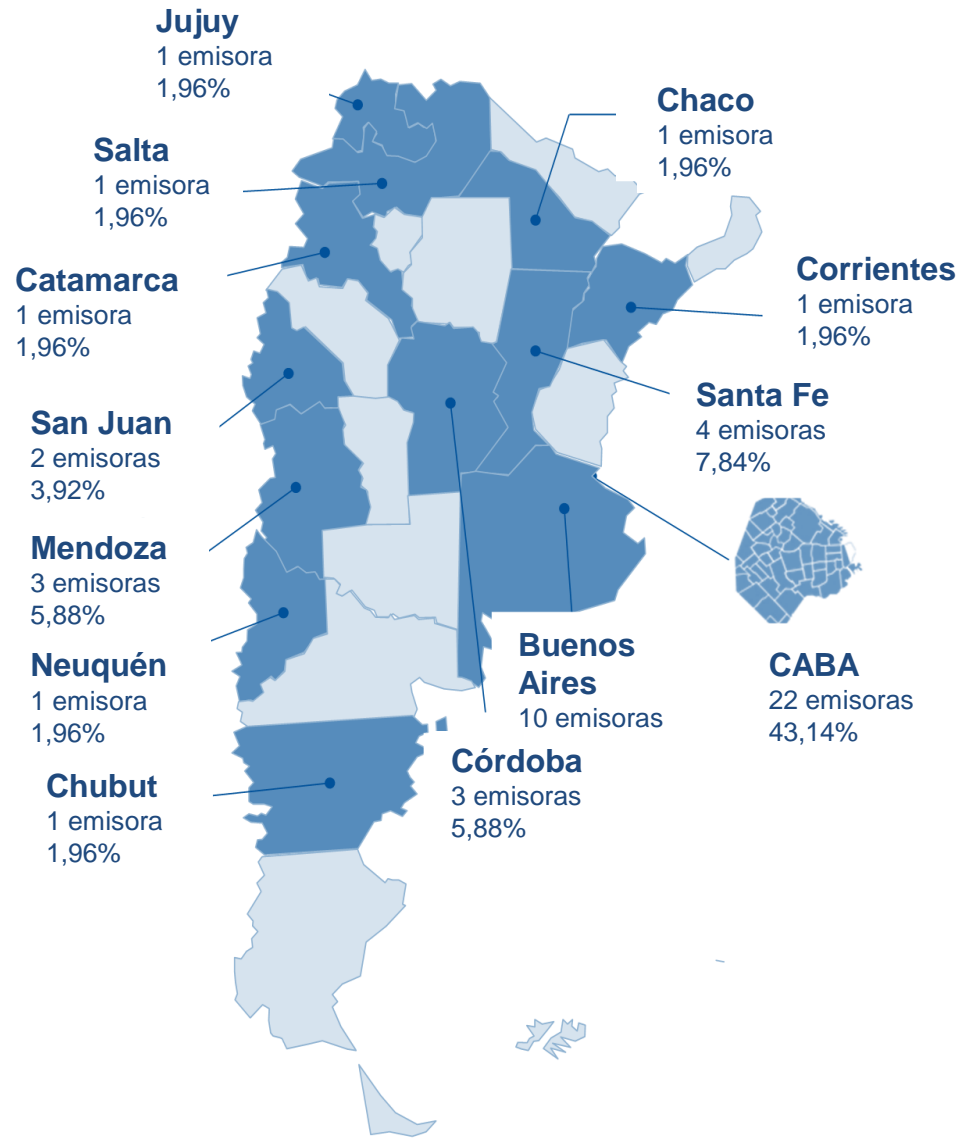 Jujuy
1 emisora
1,96%
Chaco
1 emisora
1,96%
Salta
1 emisora
1,96%
Catamarca
1 emisora
1,96%
Corrientes
1 emisora
1,96%
San Juan
2 emisoras
3,92%
Santa Fe
4 emisoras
7,84%
Mendoza
3 emisoras
5,88%
Neuquén
1 emisora
1,96%
Buenos
Aires
10 emisoras
CABA
22 emisoras
43,14%
Chubut
1 emisora
1,96%
Córdoba
3 emisoras
5,88%